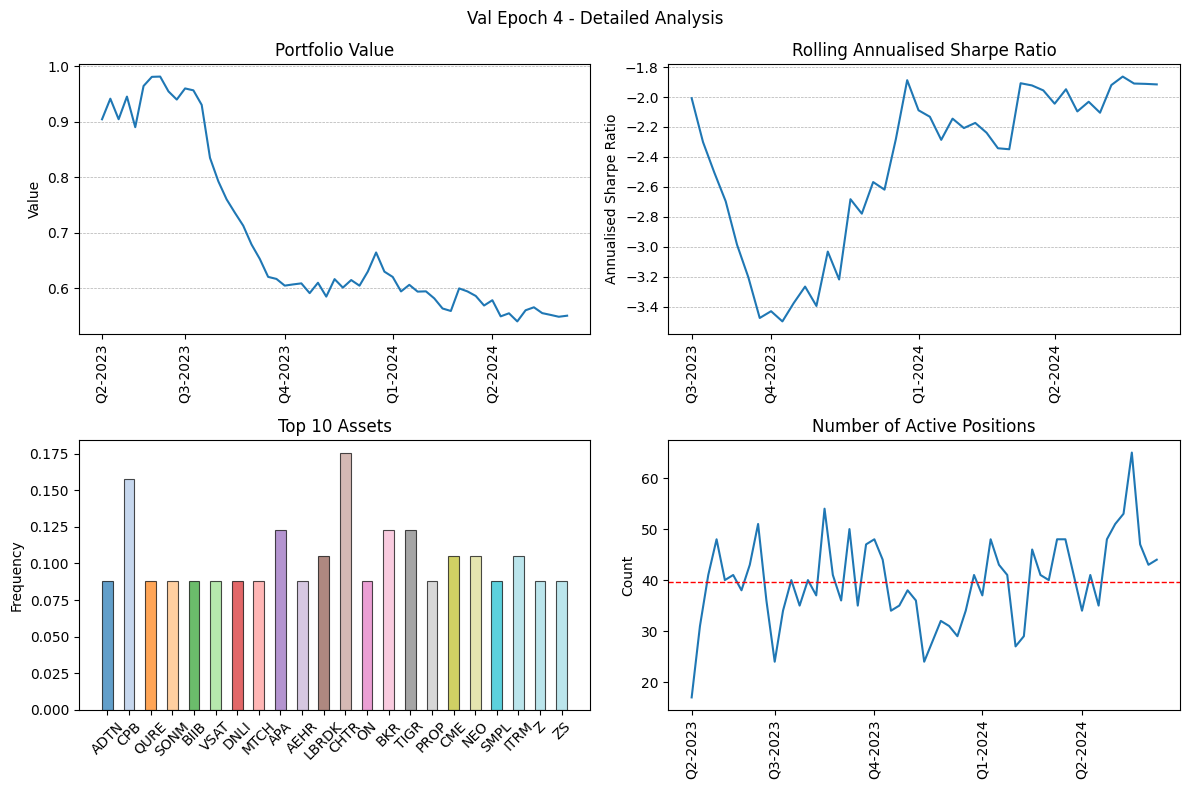 Val Epoch 4 - Detailed Analysis
Portfolio Value
Value
1.0
0.9
0.8
0.7
0.6
Q2-2023
Q3-2023
Q4-2023
Q1-2024
Q2-2024
Rolling Annualised Sharpe Ratio
Annualised Sharpe Ratio
−1.8
−2.0
−2.2
−2.4
−2.6
−2.8
−3.0
−3.2
−3.4
Q3-2023
Q4-2023
Q1-2024
Q2-2024
Top 10 Assets
Frequency
0.175
0.150
0.125
0.100
0.075
0.050
0.025
0.000
ADTN
CPB
QURE
SONM
BIIB
VSAT
DNLI
MTCH
APA
AEHR
LBRDK
CHTR
ON
BKR
TIGR
PROP
CME
NEO
SMPL
ITRM
Z
ZS
Number of Active Positions
Count
60
50
40
30
20
Q2-2023
Q3-2023
Q4-2023
Q1-2024
Q2-2024